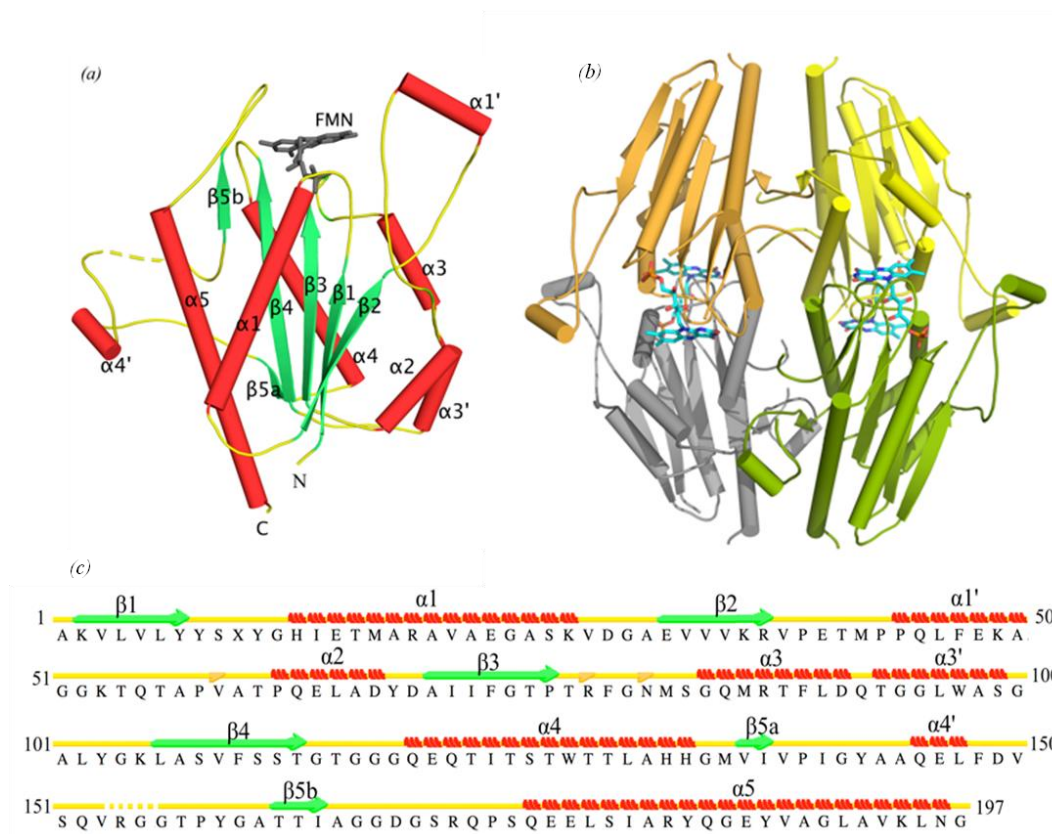 (a)
α1'
FMN
β5b
α3
β3
β1
β2
α5
β4
α1
α4
α2
α4'
β5a
α3'
N
C
(b)
(c)
β1 α1 β2 α1'
1 50
A K V L V L Y Y S X Y G H I E T M A R A V A E G A S K V D G A E V V V K R V P E T M P P Q L F E K A
α2 β3 α3 α3'
51 100
G G K T Q T A P V A T P Q E L A D Y D A I I F G T P T R F G N M S G Q M R T F L D Q T G G L W A S G
β4 α4 β5a α4'
101 150
A L Y G K L A S V F S S T G T G G G Q E Q T I T S T W T T L A H H G M V I V P I G Y A A Q E L F D V
β5b α5
151 197
S Q V R G G T P Y G A T T I A G G D G S R Q P S Q E E L S I A R Y Q G E Y V A G L A V K L N G